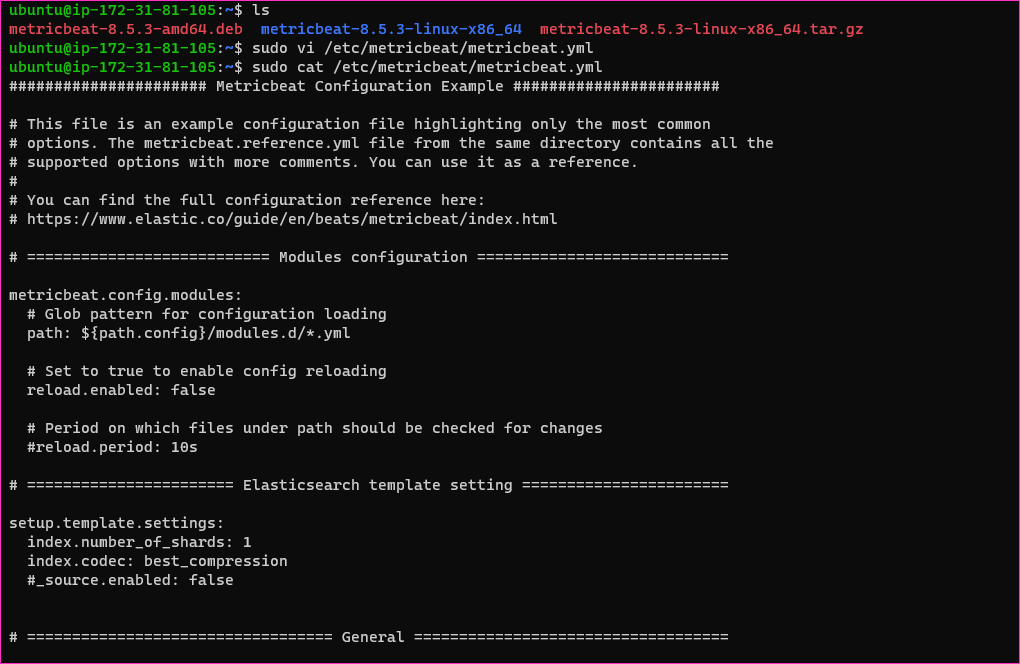 ubuntu@ip-172-31-81-105:~$ ls
metricbeat-8.5.3-amd64.deb  metricbeat-8.5.3-linux-x86_64  metricbeat-8.5.3-linux-x86_64.tar.gz
ubuntu@ip-172-31-81-105:~$ sudo vi /etc/metricbeat/metricbeat.yml
ubuntu@ip-172-31-81-105:~$ sudo cat /etc/metricbeat/metricbeat.yml
###################### Metricbeat Configuration Example #######################

# This file is an example configuration file highlighting only the most common
# options. The metricbeat.reference.yml file from the same directory contains all the
# supported options with more comments. You can use it as a reference.
#
# You can find the full configuration reference here:
# https://www.elastic.co/guide/en/beats/metricbeat/index.html

# =========================== Modules configuration ============================

metricbeat.config.modules:
  # Glob pattern for configuration loading
  path: ${path.config}/modules.d/*.yml

  # Set to true to enable config reloading
  reload.enabled: false

  # Period on which files under path should be checked for changes
  #reload.period: 10s

# ======================= Elasticsearch template setting =======================

setup.template.settings:
  index.number_of_shards: 1
  index.codec: best_compression
  #_source.enabled: false


# ================================== General ===================================